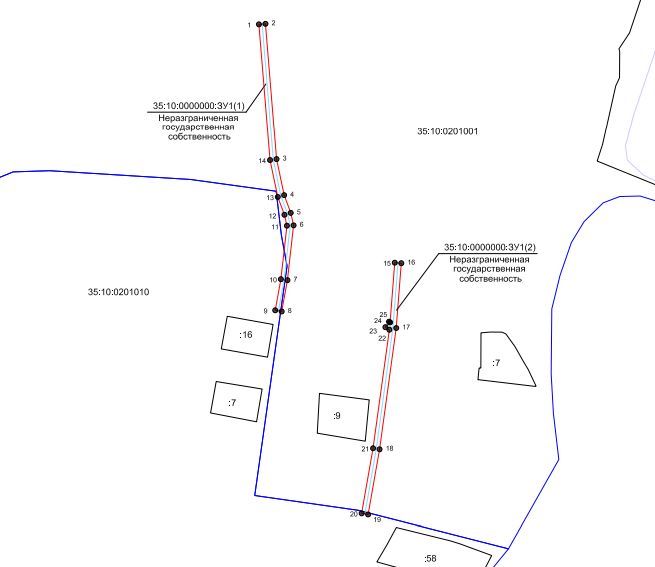 1 2
35:10:0000000:ЗУ1(1)
Неразграниченная
государственная
собственность
35:10:0201001
14 3
13 4
12 5
11 6
35:10:0000000:ЗУ1(2)
Неразграниченная
государственная
собственность
15 16
10 7
35:10:0201010
9 8
25
24
23 17
22
:16
:7
:7
:9
21 18
20 19
:58